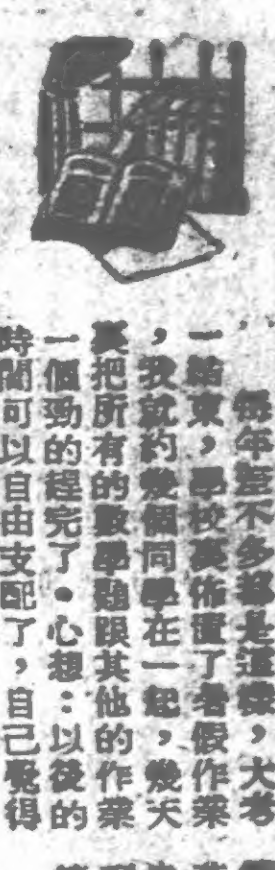 每年差不多都是這樣，大考
一結束，學校裏佈置了暑假作業
，我就約幾個同學在一起，幾天
裏把所有的數學題跟其他的作業
一個勁的趕完了。心想：以後的
時間可以自由支配了，自己覺得